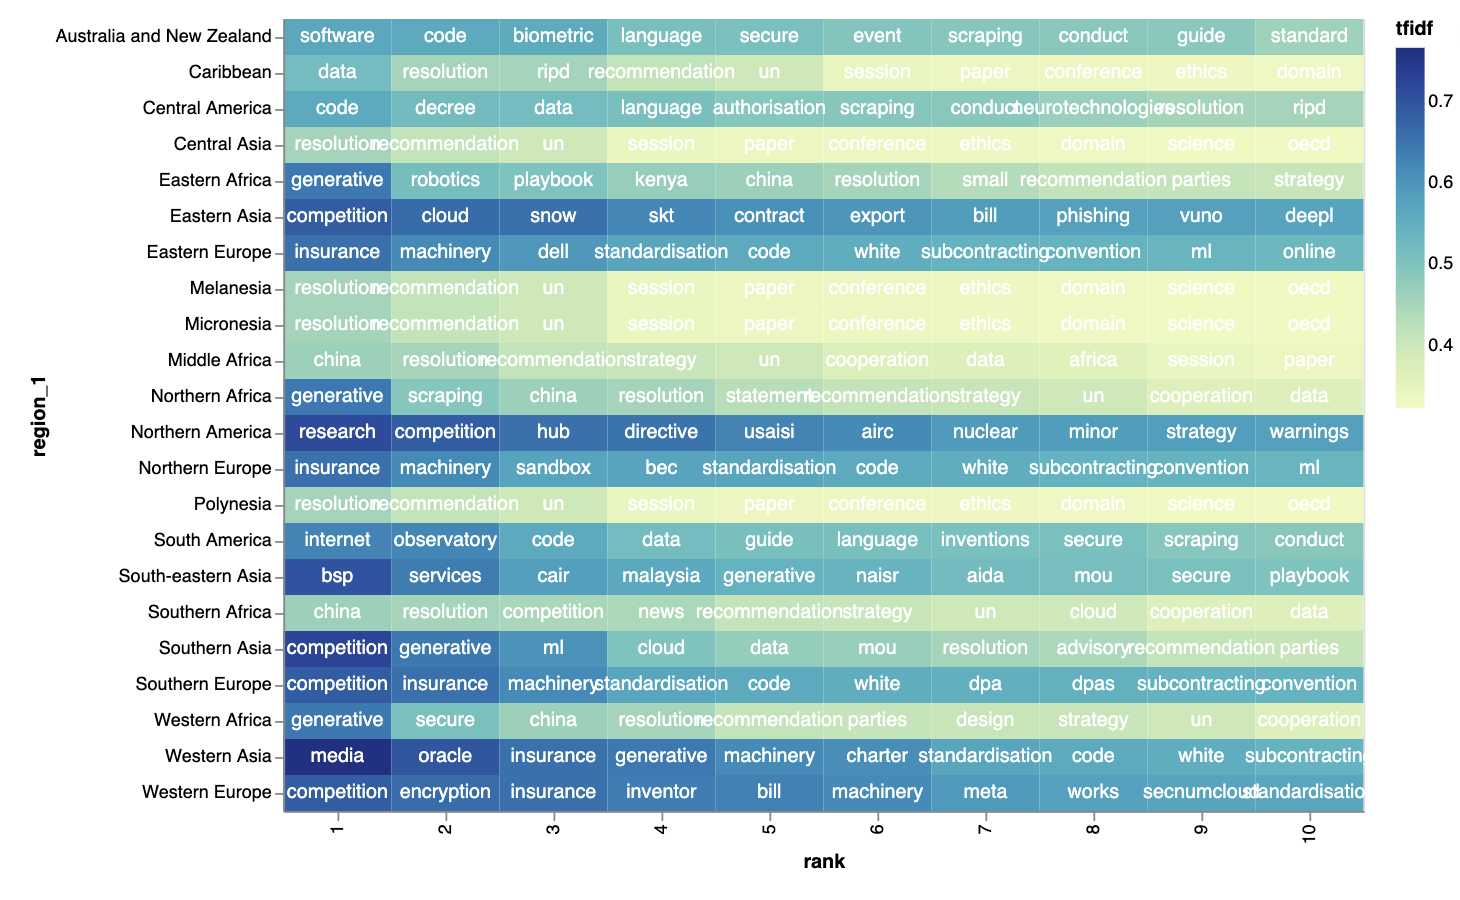 tfidf
Australia and New Zealand software code biometric language secure event scraping conduct guide standard
Caribbean data resolution ripd recommendation un session paper conference ethics domain
Central America code decree data language authorisation scraping conduct neurotechnologies resolution ripd
Central Asia resolution recommendation un session paper conference ethics domain science oecd
Eastern Africa generative robotics playbook kenya china resolution small recommendation parties strategy
Eastern Asia competition cloud snow skt contract export bill phishing vuno deepl
Eastern Europe insurance machinery dell standardisation code white subcontracting convention ml online
Melanesia resolution recommendation un session paper conference ethics domain science oecd
Micronesia resolution recommendation un session paper conference ethics domain science oecd
Middle Africa china resolution recommendation strategy un cooperation data africa session paper
Northern Africa generative scraping china resolution statement recommendation strategy un cooperation data
Northern America research competition hub directive usaisi airc nuclear minor strategy warnings
Northern Europe insurance machinery sandbox bec standardisation code white subcontracting convention ml
Polynesia resolution recommendation un session paper conference ethics domain science oecd
South America internet observatory code data guide language inventions secure scraping conduct
South-eastern Asia bsp services cair malaysia generative naisr aida mou secure playbook
Southern Africa china resolution competition news recommendation strategy un cloud cooperation data
Southern Asia competition generative ml cloud data mou resolution advisory recommendation parties
Southern Europe competition insurance machinery standardisation code white dpa dpas subcontracting convention
Western Africa generative secure china resolution recommendation parties design strategy un cooperation
Western Asia media oracle insurance generative machinery charter standardisation code white subcontracting
Western Europe competition encryption insurance inventor bill machinery meta works secnumcloud standardisatio
1 2 3 4 5 6 7 8 9 10
rank
region_1
0.7
0.6
0.5
0.4